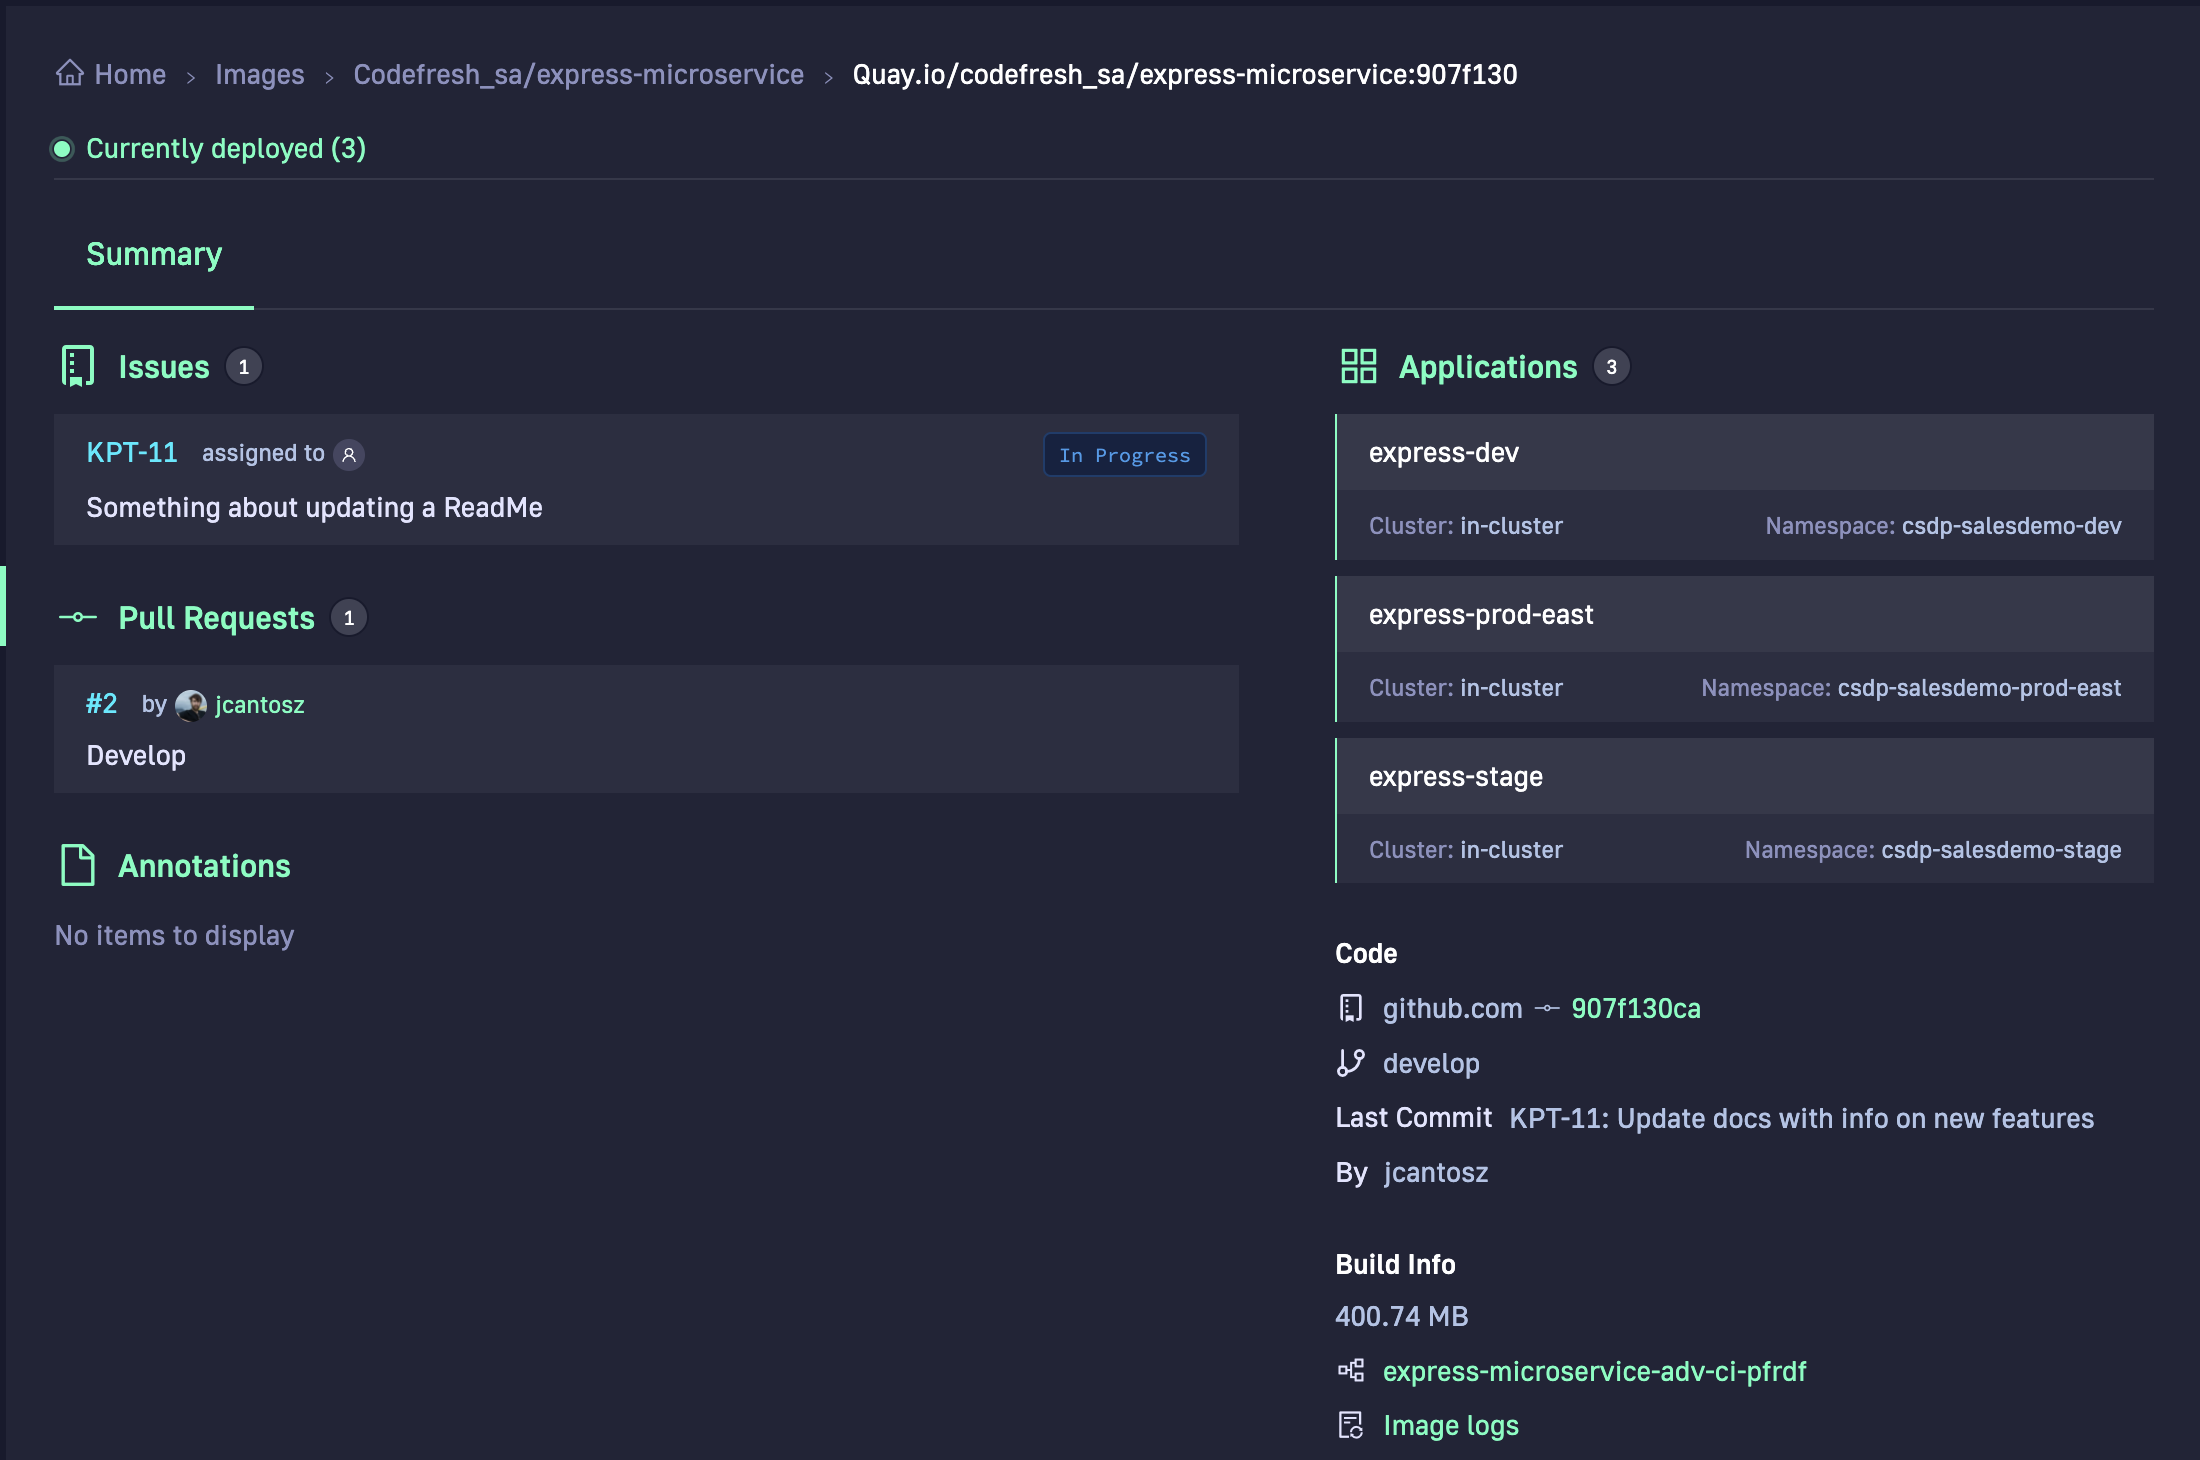 Home > Images > Codefresh_sa/express-microservice > Quay.io/codefresh_sa/express-microservice:907f130
Currently deployed (3)
Summary
Issues 1
KPT-11 assigned to In Progress
Something about updating a ReadMe
Pull Requests 1
#2 by jcantosz
Develop
Annotations
No items to display
Applications 3
express-dev
Cluster: in-cluster Namespace: csdp-salesdemo-dev
express-prod-east
Cluster: in-cluster Namespace: csdp-salesdemo-prod-east
express-stage
Cluster: in-cluster Namespace: csdp-salesdemo-stage
Code
github.com 907f130ca
develop
Last Commit KPT-11: Update docs with info on new features
By jcantosz
Build Info
400.74 MB
express-microservice-adv-ci-pfrdf
Image logs